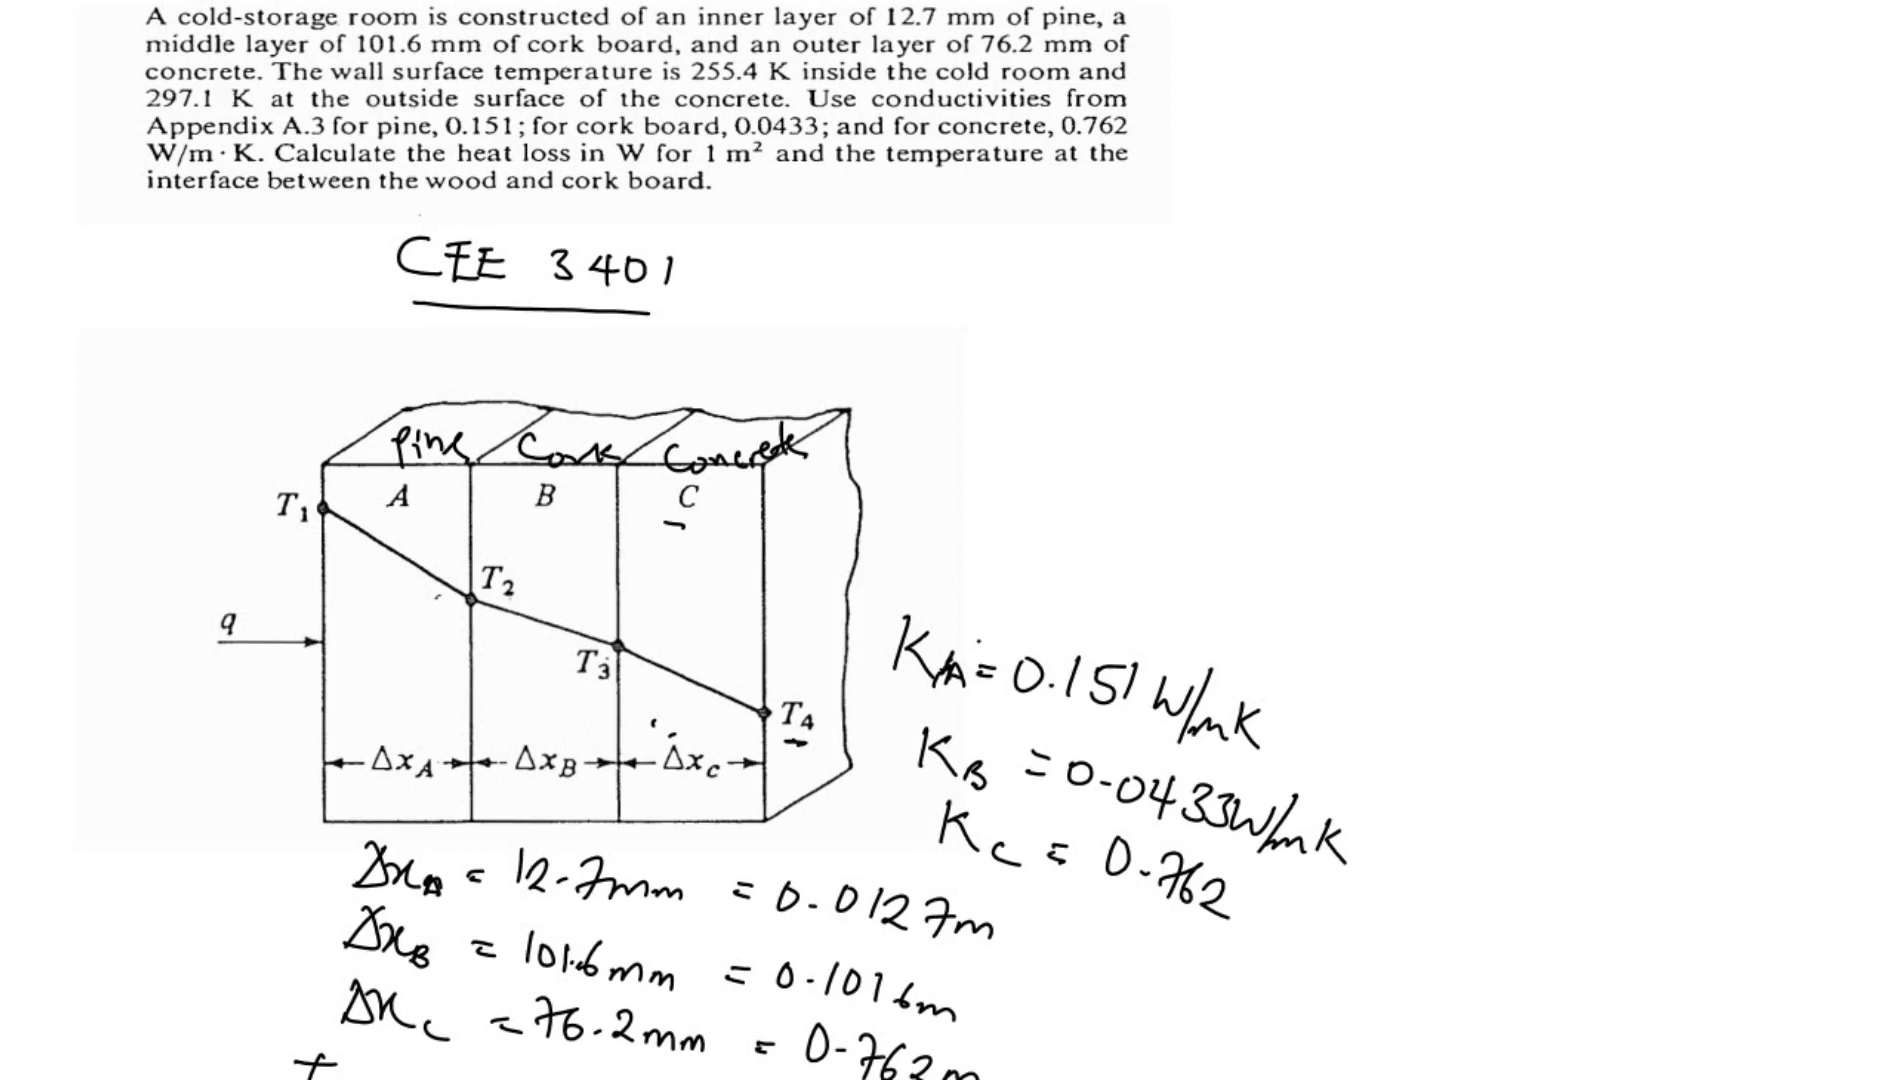 A cold-storage room is constructed of an inner layer of 12.7 mm of pine, a
middle layer of 101.6 mm of cork board, and an outer layer of 76.2 mm of
concrete. The wall surface temperature is 255.4 K inside the cold room and
297.1 K at the outside surface of the concrete. Use conductivities from
Appendix A.3 for pine, 0.151; for cork board, 0.0433; and for concrete, 0.762
W/m · K. Calculate the heat loss in W for 1 m² and the temperature at the
interface between the wood and cork board.
CEE 3401
Pine Cork Concrete
T₁ A B C
T₂
q
T₃
T₄
ΔxA ΔxB Δxc
KA = 0.151 W/mK
KB = 0.0433W/mK
Kc = 0.762
ΔxA = 12.7mm = 0.0127m
ΔxB = 101.6mm = 0.1016m
Δxc = 76.2mm = 0.762m